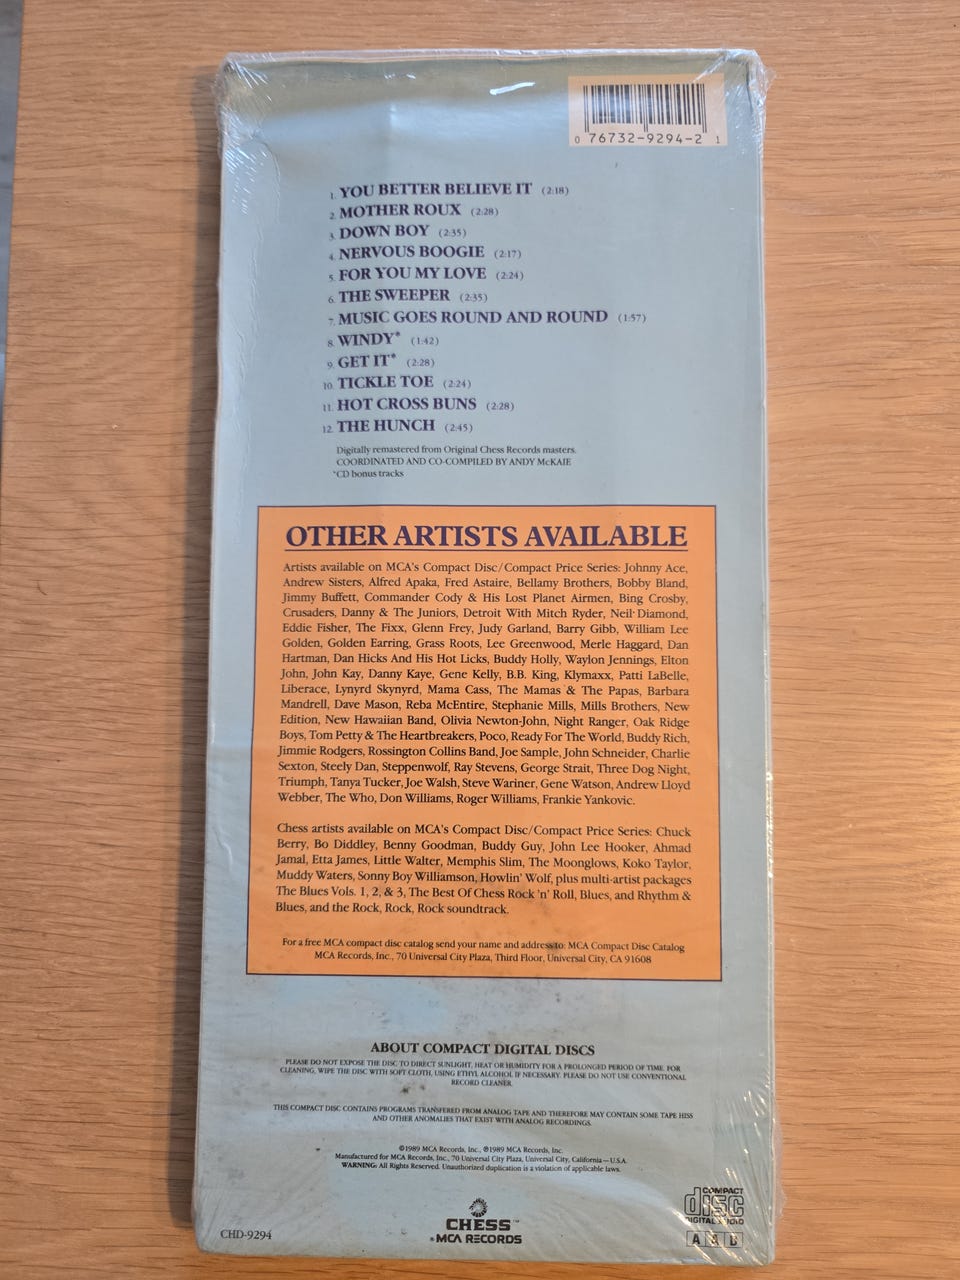 0 76732-9294-2 1
1. YOU BETTER BELIEVE IT (2:18)
2. MOTHER ROUX (2:28)
3. DOWN BOY (2:35)
4. NERVOUS BOOGIE (2:17)
5. FOR YOU MY LOVE (2:24)
6. THE SWEEPER (2:35)
7. MUSIC GOES ROUND AND ROUND (1:57)
8. WINDY* (1:42)
9. GET IT* (2:28)
10. TICKLE TOE (2:24)
11. HOT CROSS BUNS (2:28)
12. THE HUNCH (2:45)
Digitally remastered from Original Chess Records masters.
COORDINATED AND CO-COMPILED BY ANDY McKAIE
*CD bonus tracks
OTHER ARTISTS AVAILABLE
Artists available on MCA's Compact Disc/Compact Price Series: Johnny Ace,
Andrew Sisters, Alfred Apaka, Fred Astaire, Bellamy Brothers, Bobby Bland,
Jimmy Buffett, Commander Cody & His Lost Planet Airmen, Bing Crosby,
Crusaders, Danny & The Juniors, Detroit With Mitch Ryder, Neil Diamond,
Eddie Fisher, The Fixx, Glenn Frey, Judy Garland, Barry Gibb, William Lee
Golden, Golden Earring, Grass Roots, Lee Greenwood, Merle Haggard, Dan
Hartman, Dan Hicks And His Hot Licks, Buddy Holly, Waylon Jennings, Elton
John, John Kay, Danny Kaye, Gene Kelly, B.B. King, Klymaxx, Patti LaBelle,
Liberace, Lynyrd Skynyrd, Mama Cass, The Mamas & The Papas, Barbara
Mandrell, Dave Mason, Reba McEntire, Stephanie Mills, Mills Brothers, New
Edition, New Hawaiian Band, Olivia Newton-John, Night Ranger, Oak Ridge
Boys, Tom Petty & The Heartbreakers, Poco, Ready For The World, Buddy Rich,
Jimmie Rodgers, Rossington Collins Band, Joe Sample, John Schneider, Charlie
Sexton, Steely Dan, Steppenwolf, Ray Stevens, George Strait, Three Dog Night,
Triumph, Tanya Tucker, Joe Walsh, Steve Wariner, Gene Watson, Andrew Lloyd
Webber, The Who, Don Williams, Roger Williams, Frankie Yankovic.
Chess artists available on MCA's Compact Disc/Compact Price Series: Chuck
Berry, Bo Diddley, Benny Goodman, Buddy Guy, John Lee Hooker, Ahmad
Jamal, Etta James, Little Walter, Memphis Slim, The Moonglows, Koko Taylor,
Muddy Waters, Sonny Boy Williamson, Howlin' Wolf, plus multi-artist packages
The Blues Vols. 1, 2, & 3, The Best Of Chess Rock 'n' Roll, Blues, and Rhythm &
Blues, and the Rock, Rock, Rock soundtrack.
For a free MCA compact disc catalog send your name and address to: MCA Compact Disc Catalog
MCA Records, Inc., 70 Universal City Plaza, Third Floor, Universal City, CA 91608
ABOUT COMPACT DIGITAL DISCS
PLEASE DO NOT EXPOSE THE DISC TO DIRECT SUNLIGHT, HEAT OR HUMIDITY FOR A PROLONGED PERIOD OF TIME. FOR
CLEANING, WIPE THE DISC WITH SOFT CLOTH, USING ETHYL ALCOHOL IF NECESSARY. PLEASE DO NOT USE CONVENTIONAL
RECORD CLEANER.
THIS COMPACT DISC CONTAINS PROGRAMS TRANSFERED FROM ANALOG TAPE AND THEREFORE MAY CONTAIN SOME TAPE HISS
AND OTHER ANOMALIES THAT EXIST WITH ANALOG RECORDINGS.
©1989 MCA Records, Inc., ℗1989 MCA Records, Inc.
Manufactured for MCA Records, Inc., 70 Universal City Plaza, Universal City, California—U.S.A.
WARNING: All Rights Reserved. Unauthorized duplication is a violation of applicable laws.
CHESS™
®MCA RECORDS
CHD-9294
COMPACT
disc
DIGITAL AUDIO
A A D